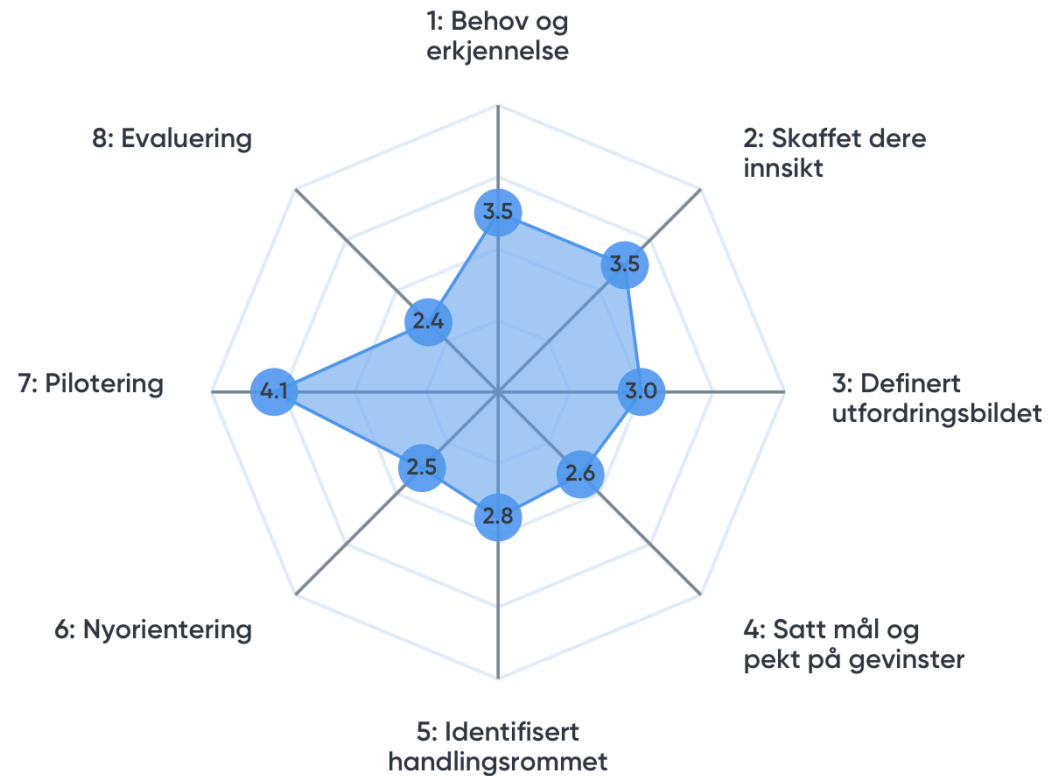 1: Behov og
erkjennelse
8: Evaluering
2: Skaffet dere
innsikt
3.5
3.5
2.4
7: Pilotering
4.1
3.0
3: Definert
utfordringsbildet
2.5
2.6
2.8
6: Nyorientering
4: Satt mål og
pekt på gevinster
5: Identifisert
handlingsrommet